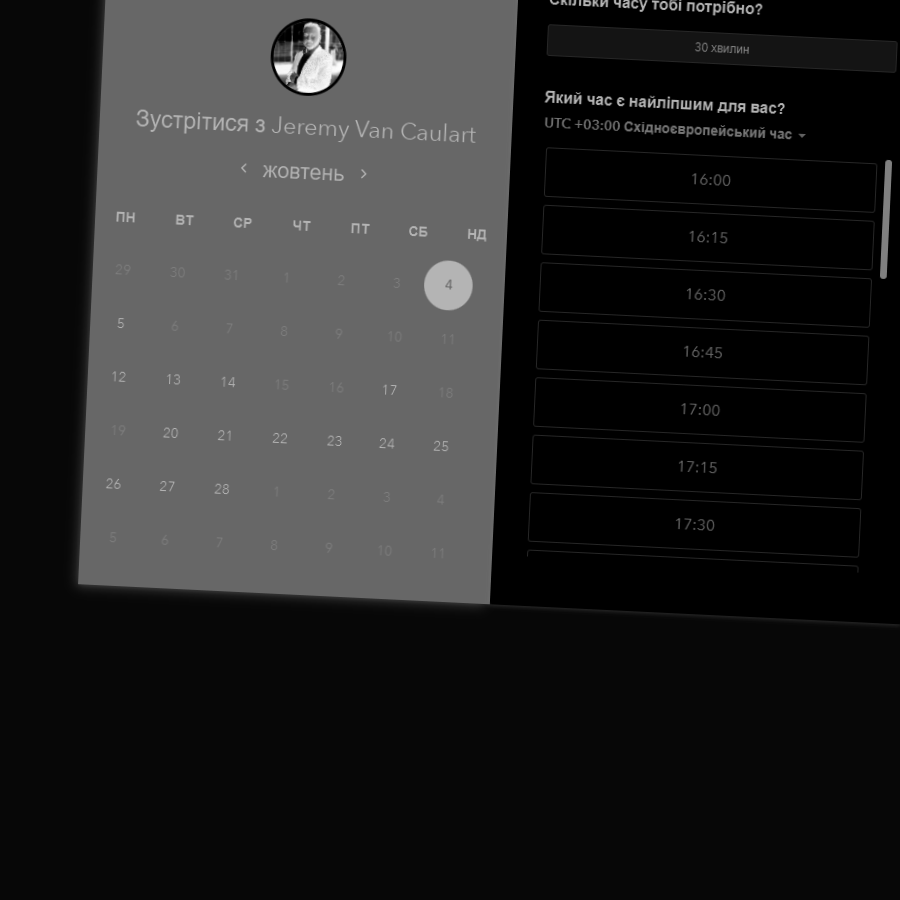 Зустрітися з Jeremy Van Caulart
‹ жовтень ›
ПН ВТ СР ЧТ ПТ СБ НД
29 30 31 1 2 3 4
5 6 7 8 9 10 11
12 13 14 15 16 17 18
19 20 21 22 23 24 25
26 27 28 1 2 3 4
5 6 7 8 9 10 11
Скільки часу тобі потрібно?
30 хвилин
Який час є найліпшим для вас?
UTC +03:00 Східноєвропейський час
16:00
16:15
16:30
16:45
17:00
17:15
17:30